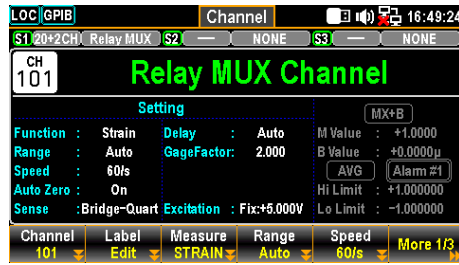 LOC GPIB Channel 16:49:24
S1 20+2CH Relay MUX S2 — NONE S3 — NONE
CH 101 Relay MUX Channel
Setting MX+B
Function : Strain Delay : Auto M Value : +1.0000
Range : Auto GageFactor: 2.000 B Value : +0.0000µ
Speed : 60/s AVG Alarm #1
Auto Zero : On Hi Limit : +1.000000
Sense :Bridge-Quart Excitation : Fix:+5.000V Lo Limit : -1.000000
Channel Label Measure Range Speed More 1/3
101 Edit STRAIN Auto 60/s